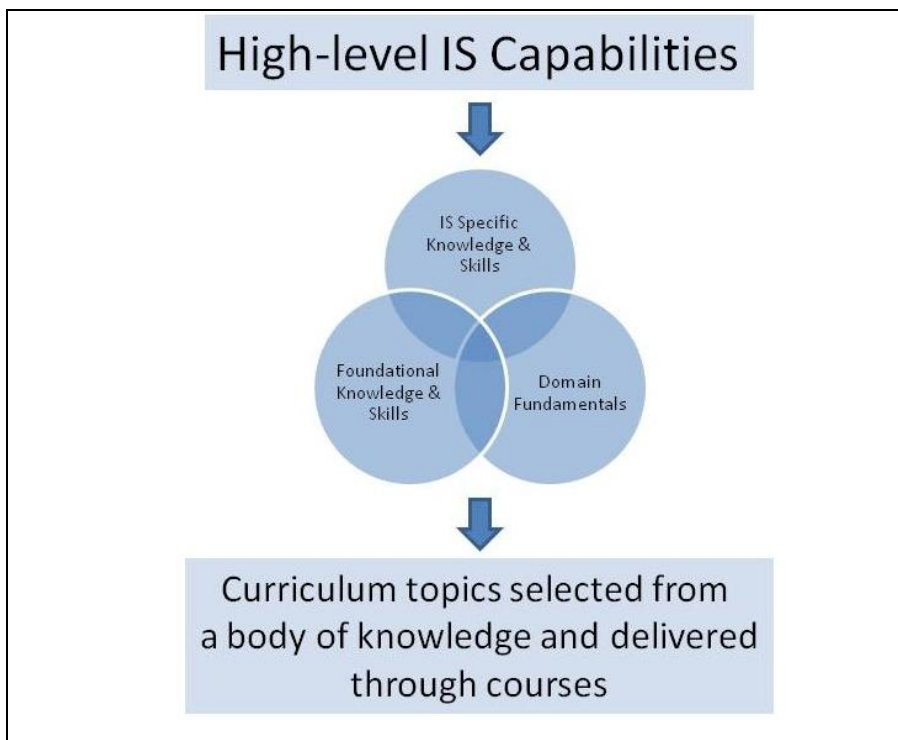 High-level IS Capabilities
IS Specific
Knowledge &
Skills
Foundational
Knowledge &
Skills
Domain
Fundamentals
Curriculum topics selected from
a body of knowledge and delivered
through courses